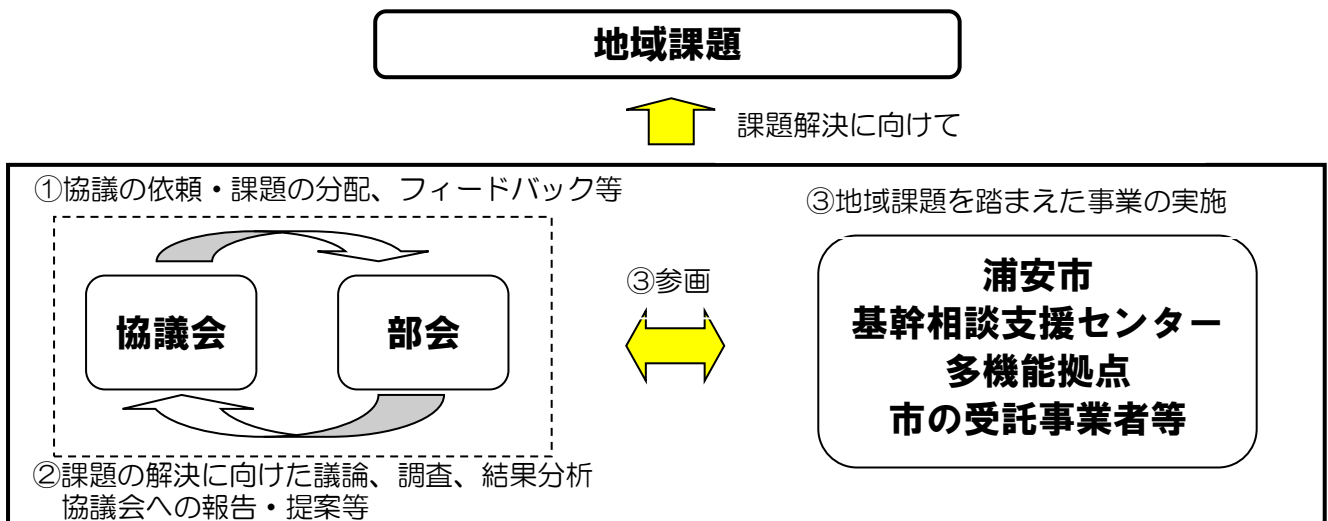 地域課題
課題解決に向けて
①協議の依頼・課題の分配、フィードバック等
協議会
部会
②課題の解決に向けた議論、調査、結果分析
協議会への報告・提案等
③参画
③地域課題を踏まえた事業の実施
浦安市
基幹相談支援センター
多機能拠点
市の受託事業者等